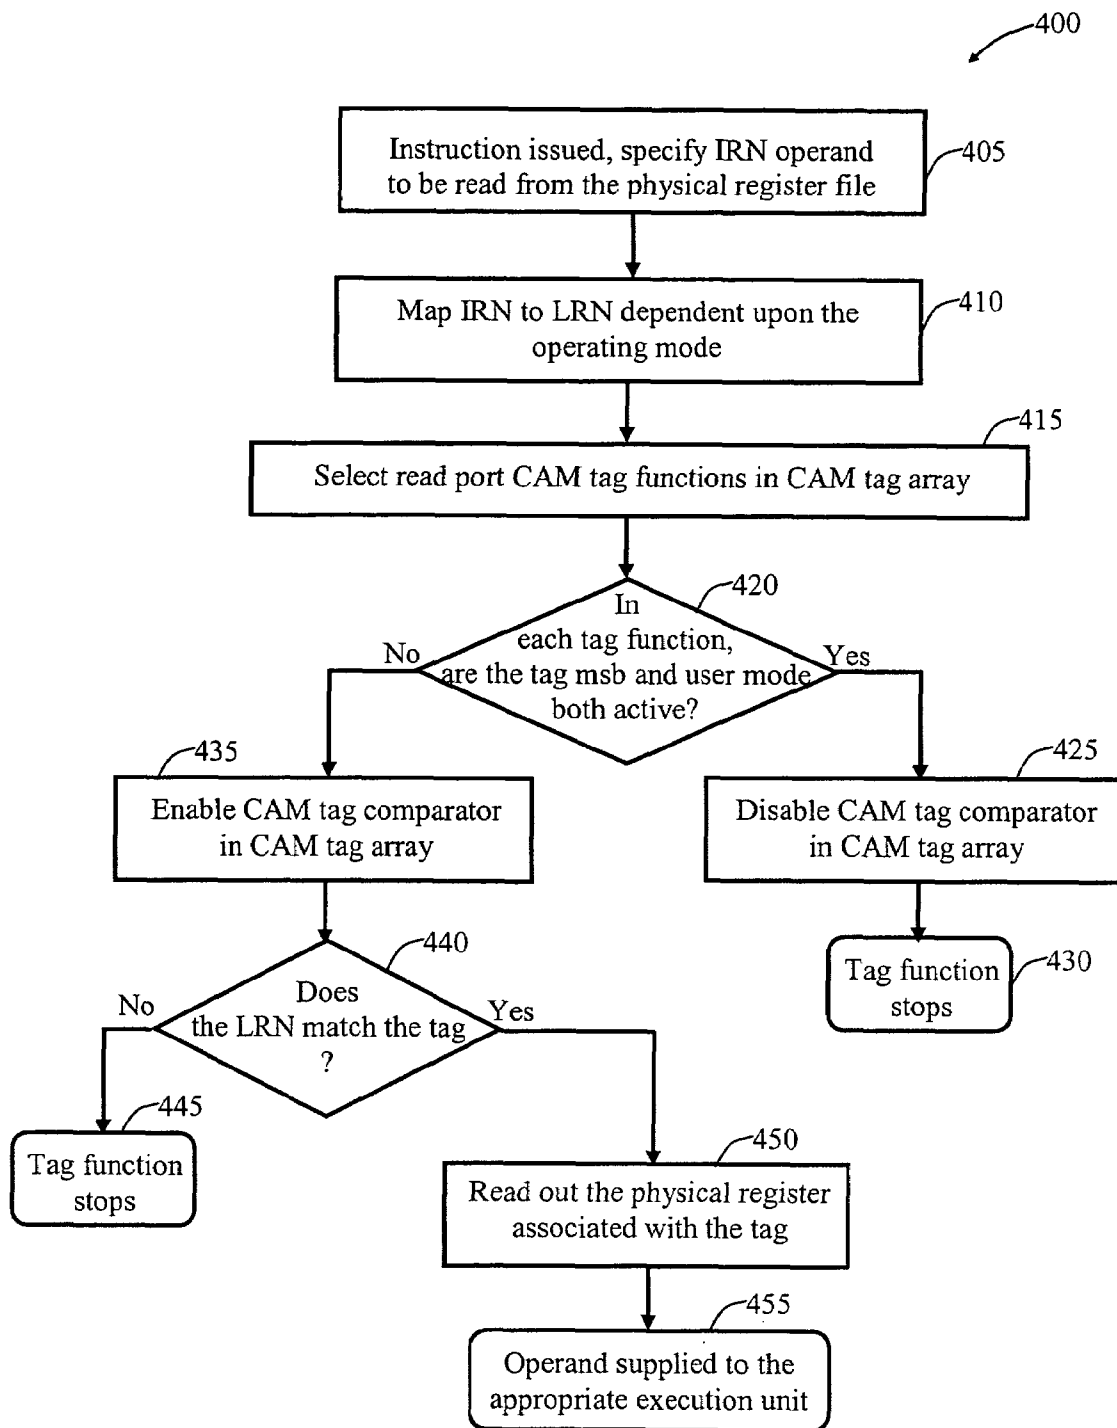 400
Instruction issued, specify IRN operand
to be read from the physical register file
405
Map IRN to LRN dependent upon the
operating mode
410
415
Select read port CAM tag functions in CAM tag array
420
In
each tag function,
are the tag msb and user mode
both active?
No
Yes
435
Enable CAM tag comparator
in CAM tag array
425
Disable CAM tag comparator
in CAM tag array
440
Does
the LRN match the tag
?
No
Yes
Tag function
stops
430
445
Tag function
stops
450
Read out the physical register
associated with the tag
455
Operand supplied to the
appropriate execution unit